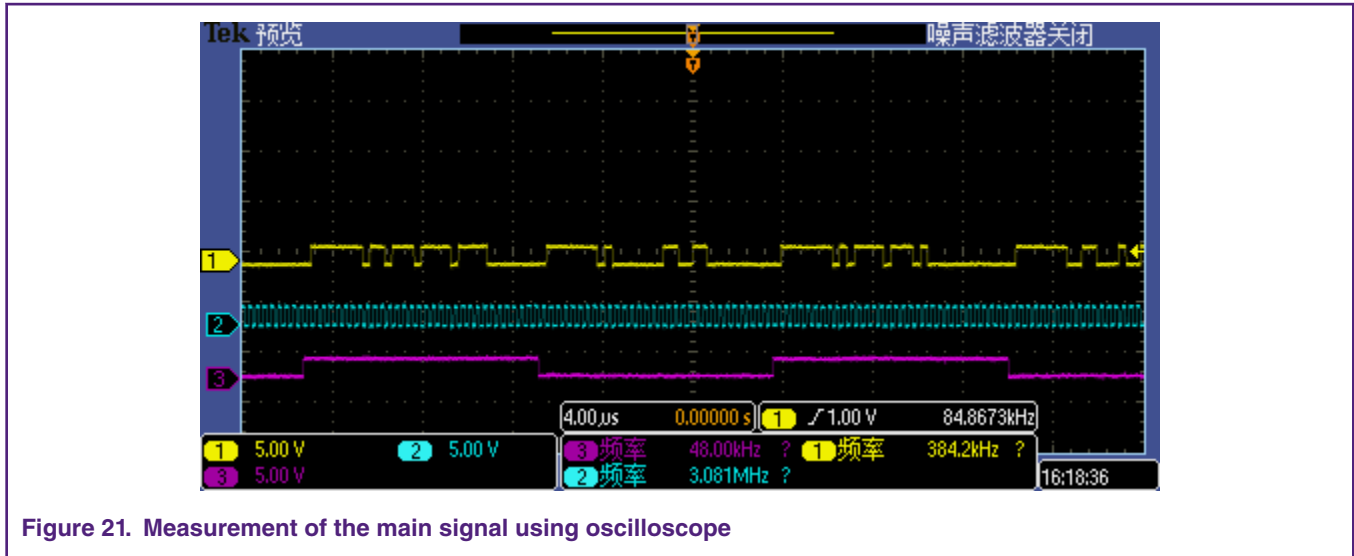 Tek 预览 噪声滤波器关闭
1
2
3
4.00µs 0.00000 s 1 1.00 V 84.8673kHz
1 5.00 V 2 5.00 V 3 频率 48.00kHz ? 1 频率 384.2kHz ?
3 5.00 V 2 频率 3.081MHz ? 16:18:36
Figure 21. Measurement of the main signal using oscilloscope